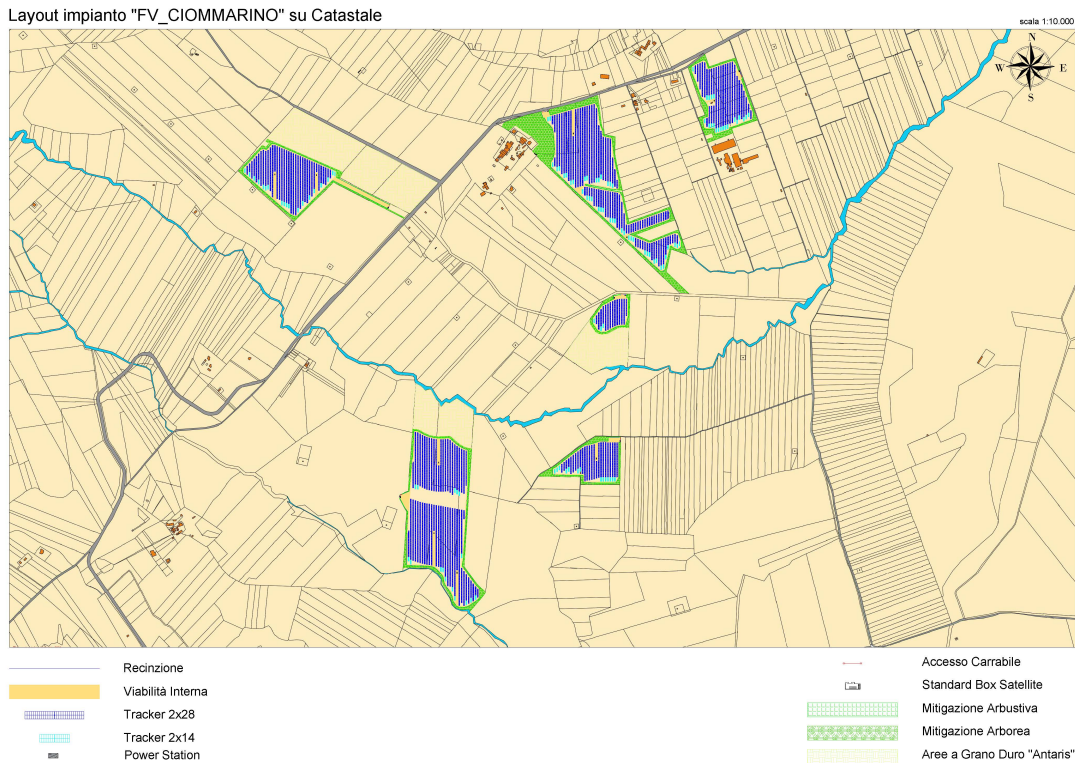 Layout impianto "FV_CIOMMARINO" su Catastale
scala 1:10.000
N
W
E
S
Recinzione
Viabilità Interna
Tracker 2x28
Tracker 2x14
Power Station
Accesso Carrabile
Standard Box Satellite
Mitigazione Arbustiva
Mitigazione Arborea
Aree a Grano Duro "Antaris"